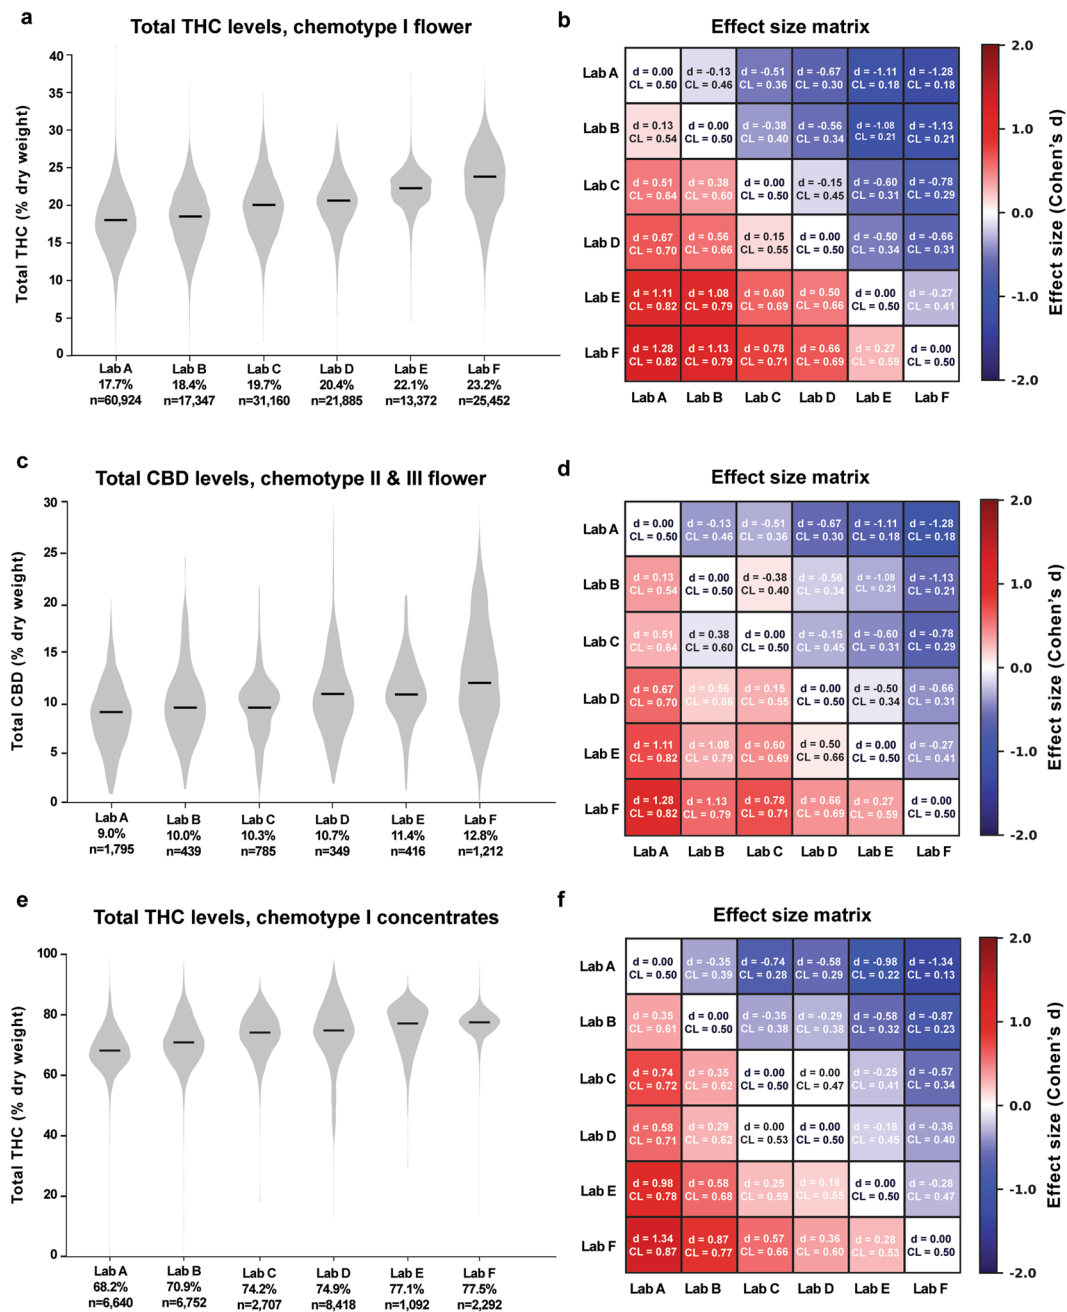 a
Total THC levels, chemotype I flower
Total THC (% dry weight)
40
35
30
25
20
15
10
5
0
Lab A Lab B Lab C Lab D Lab E Lab F
17.7% 18.4% 19.7% 20.4% 22.1% 23.2%
n=60,924 n=17,347 n=31,160 n=21,885 n=13,372 n=25,452
b
Effect size matrix
Lab A d = 0.00 d = -0.13 d = -0.51 d = -0.67 d = -1.11 d = -1.28
CL = 0.50 CL = 0.46 CL = 0.36 CL = 0.30 CL = 0.18 CL = 0.18
Lab B d = 0.13 d = 0.00 d = -0.38 d = -0.56 d = -1.08 d = -1.13
CL = 0.54 CL = 0.50 CL = 0.40 CL = 0.34 CL = 0.21 CL = 0.21
Lab C d = 0.51 d = 0.38 d = 0.00 d = -0.15 d = -0.60 d = -0.78
CL = 0.64 CL = 0.60 CL = 0.50 CL = 0.45 CL = 0.31 CL = 0.29
Lab D d = 0.67 d = 0.56 d = 0.15 d = 0.00 d = -0.50 d = -0.66
CL = 0.70 CL = 0.66 CL = 0.55 CL = 0.50 CL = 0.34 CL = 0.31
Lab E d = 1.11 d = 1.08 d = 0.60 d = 0.50 d = 0.00 d = -0.27
CL = 0.82 CL = 0.79 CL = 0.69 CL = 0.66 CL = 0.50 CL = 0.41
Lab F d = 1.28 d = 1.13 d = 0.78 d = 0.66 d = 0.27 d = 0.00
CL = 0.82 CL = 0.79 CL = 0.71 CL = 0.69 CL = 0.59 CL = 0.50
Lab A Lab B Lab C Lab D Lab E Lab F
2.0
1.0
0.0
-1.0
-2.0
Effect size (Cohen's d)
c
Total CBD levels, chemotype II & III flower
Total CBD (% dry weight)
30
25
20
15
10
5
0
Lab A Lab B Lab C Lab D Lab E Lab F
9.0% 10.0% 10.3% 10.7% 11.4% 12.8%
n=1,795 n=439 n=785 n=349 n=416 n=1,212
d
Effect size matrix
Lab A d = 0.00 d = -0.13 d = -0.51 d = -0.67 d = -1.11 d = -1.28
CL = 0.50 CL = 0.46 CL = 0.36 CL = 0.30 CL = 0.18 CL = 0.18
Lab B d = 0.13 d = 0.00 d = -0.38 d = -0.56 d = -1.08 d = -1.13
CL = 0.54 CL = 0.50 CL = 0.40 CL = 0.34 CL = 0.21 CL = 0.21
Lab C d = 0.51 d = 0.38 d = 0.00 d = -0.15 d = -0.60 d = -0.78
CL = 0.64 CL = 0.60 CL = 0.50 CL = 0.45 CL = 0.31 CL = 0.29
Lab D d = 0.67 d = 0.56 d = 0.15 d = 0.00 d = -0.50 d = -0.66
CL = 0.70 CL = 0.66 CL = 0.55 CL = 0.50 CL = 0.34 CL = 0.31
Lab E d = 1.11 d = 1.08 d = 0.60 d = 0.50 d = 0.00 d = -0.27
CL = 0.82 CL = 0.79 CL = 0.69 CL = 0.66 CL = 0.50 CL = 0.41
Lab F d = 1.28 d = 1.13 d = 0.78 d = 0.66 d = 0.27 d = 0.00
CL = 0.82 CL = 0.79 CL = 0.71 CL = 0.69 CL = 0.59 CL = 0.50
Lab A Lab B Lab C Lab D Lab E Lab F
2.0
1.0
0.0
-1.0
-2.0
Effect size (Cohen's d)
e
Total THC levels, chemotype I concentrates
Total THC (% dry weight)
100
80
60
40
20
0
Lab A Lab B Lab C Lab D Lab E Lab F
68.2% 70.9% 74.2% 74.9% 77.1% 77.5%
n=6,640 n=6,752 n=2,707 n=8,418 n=1,092 n=2,292
f
Effect size matrix
Lab A d = 0.00 d = -0.35 d = -0.74 d = -0.58 d = -0.98 d = -1.34
CL = 0.50 CL = 0.39 CL = 0.28 CL = 0.29 CL = 0.22 CL = 0.13
Lab B d = 0.35 d = 0.00 d = -0.35 d = -0.29 d = -0.58 d = -0.87
CL = 0.61 CL = 0.50 CL = 0.38 CL = 0.38 CL = 0.32 CL = 0.23
Lab C d = 0.74 d = 0.35 d = 0.00 d = 0.00 d = -0.25 d = -0.57
CL = 0.72 CL = 0.62 CL = 0.50 CL = 0.47 CL = 0.41 CL = 0.34
Lab D d = 0.58 d = 0.29 d = 0.00 d = 0.00 d = -0.18 d = -0.36
CL = 0.71 CL = 0.62 CL = 0.53 CL = 0.50 CL = 0.45 CL = 0.40
Lab E d = 0.98 d = 0.58 d = 0.25 d = 0.18 d = 0.00 d = -0.28
CL = 0.78 CL = 0.68 CL = 0.59 CL = 0.55 CL = 0.50 CL = 0.47
Lab F d = 1.34 d = 0.87 d = 0.57 d = 0.36 d = 0.28 d = 0.00
CL = 0.87 CL = 0.77 CL = 0.66 CL = 0.60 CL = 0.53 CL = 0.50
Lab A Lab B Lab C Lab D Lab E Lab F
2.0
1.0
0.0
-1.0
-2.0
Effect size (Cohen's d)